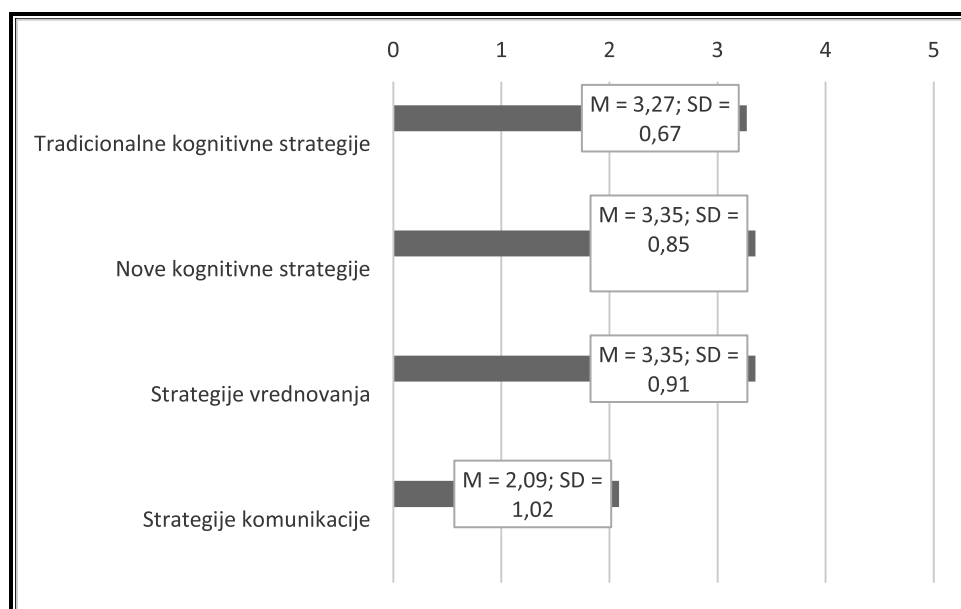 0 1 2 3 4 5
M = 3,27; SD =
0,67
Tradicionalne kognitivne strategije
M = 3,35; SD =
0,85
Nove kognitivne strategije
M = 3,35; SD =
0,91
Strategije vrednovanja
M = 2,09; SD =
1,02
Strategije komunikacije